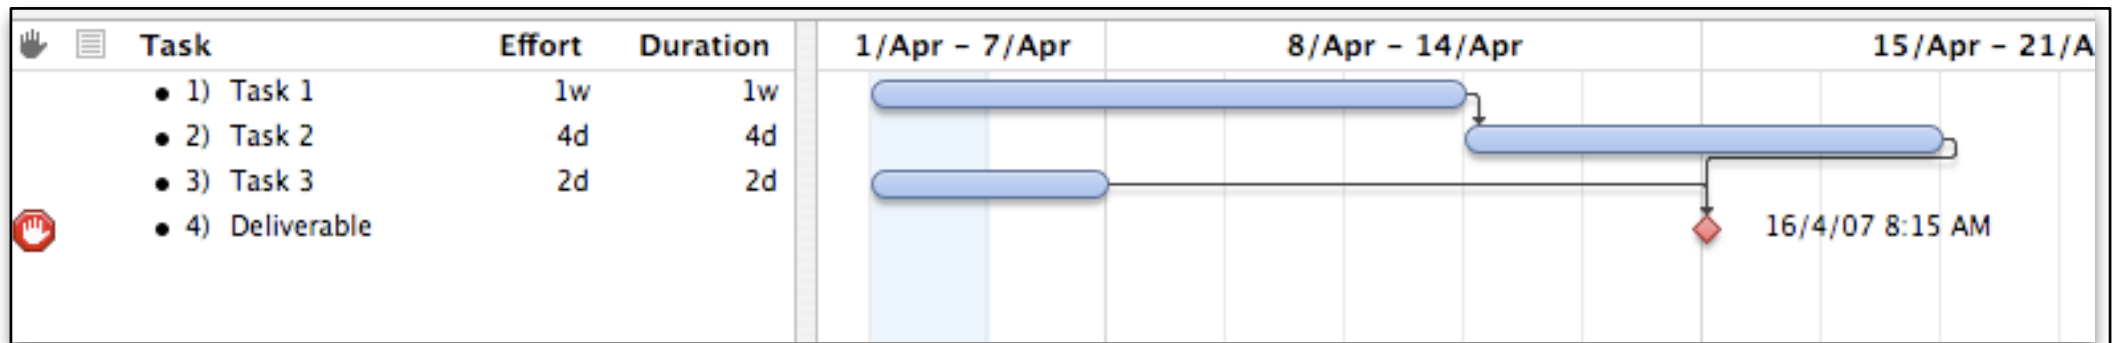 Task Effort Duration 1/Apr – 7/Apr 8/Apr – 14/Apr 15/Apr – 21/A
• 1) Task 1 1w 1w
• 2) Task 2 4d 4d
• 3) Task 3 2d 2d
• 4) Deliverable 16/4/07 8:15 AM